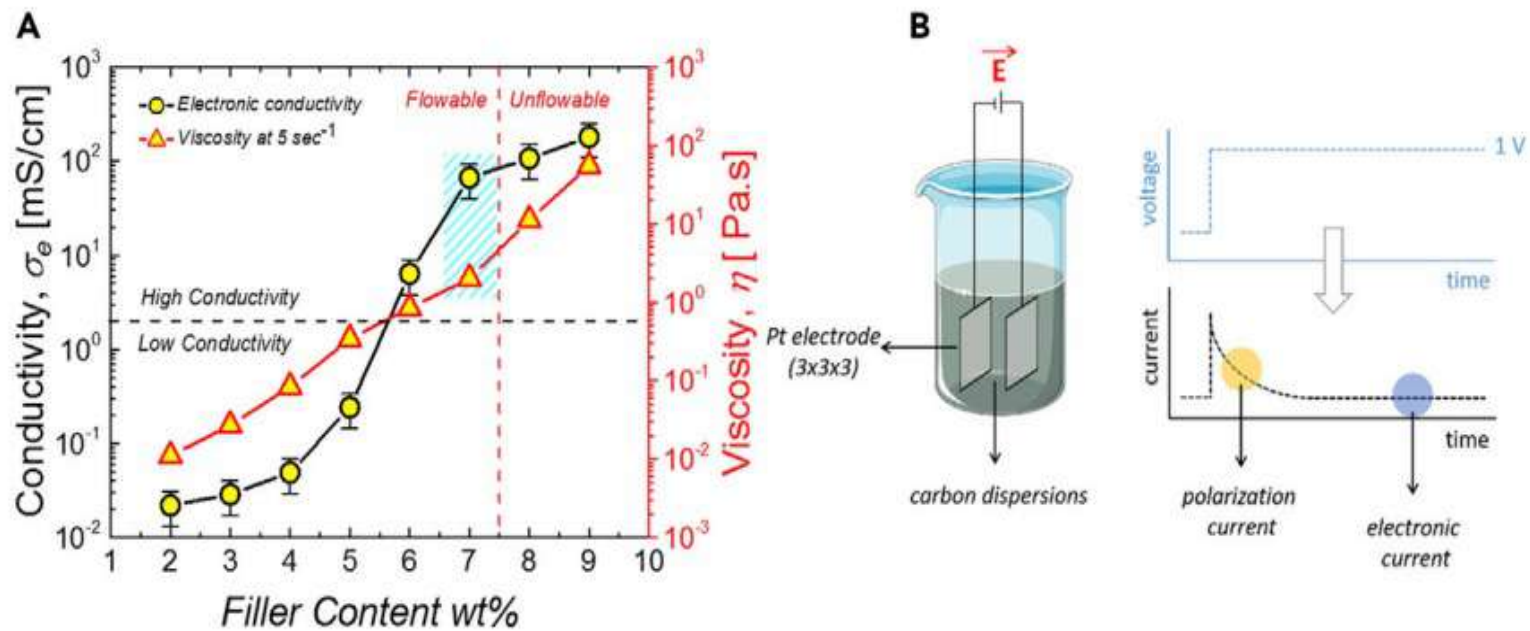 A
B
Conductivity, σe [mS/cm]
10^3
10^2
10^1
10^0
10^-1
10^-2
Electronic conductivity
Viscosity at 5 sec^-1
Flowable
Unflowable
High Conductivity
Low Conductivity
1 2 3 4 5 6 7 8 9 10
Filler Content wt%
10^3
10^2
10^1
10^0
10^-1
10^-2
10^-3
Viscosity, η [ Pa.s]
E
Pt electrode
(3x3x3)
carbon dispersions
voltage
1 V
time
current
time
polarization
current
electronic
current